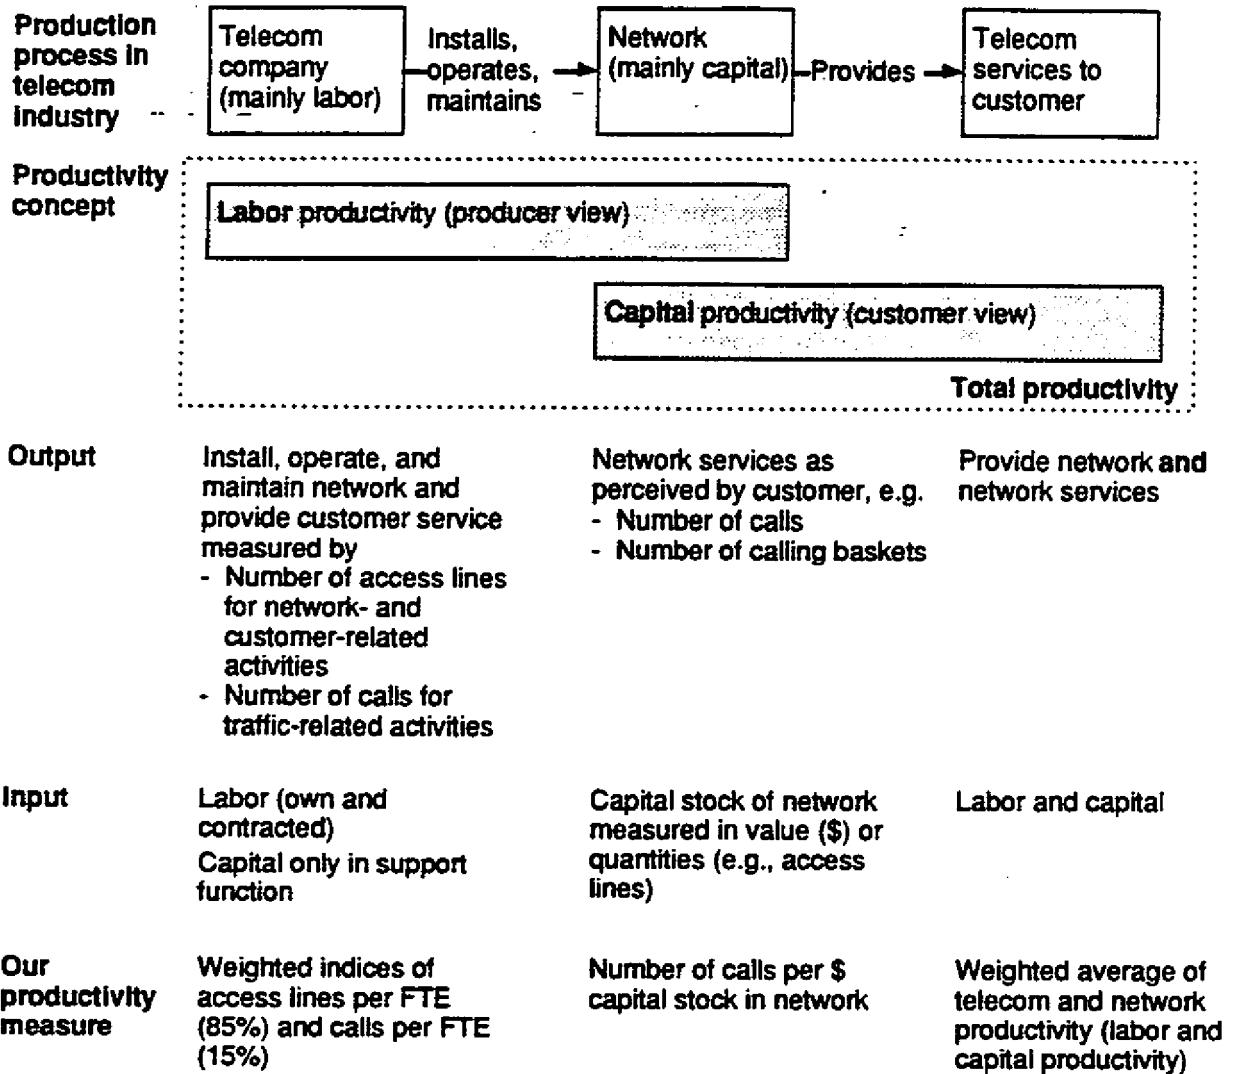 Production
process in
telecom
industry
Telecom
company
(mainly labor)
Installs,
operates,
maintains
Network
(mainly capital)
Provides
Telecom
services to
customer
Productivity
concept
Labor productivity (producer view)
Capital productivity (customer view)
Total productivity
Output
Install, operate, and
maintain network and
provide customer service
measured by
- Number of access lines
for network- and
customer-related
activities
- Number of calls for
traffic-related activities
Network services as
perceived by customer, e.g.
- Number of calls
- Number of calling baskets
Provide network and
network services
Input
Labor (own and
contracted)
Capital only in support
function
Capital stock of network
measured in value ($) or
quantities (e.g., access
lines)
Labor and capital
Our
productivity
measure
Weighted indices of
access lines per FTE
(85%) and calls per FTE
(15%)
Number of calls per $
capital stock in network
Weighted average of
telecom and network
productivity (labor and
capital productivity)